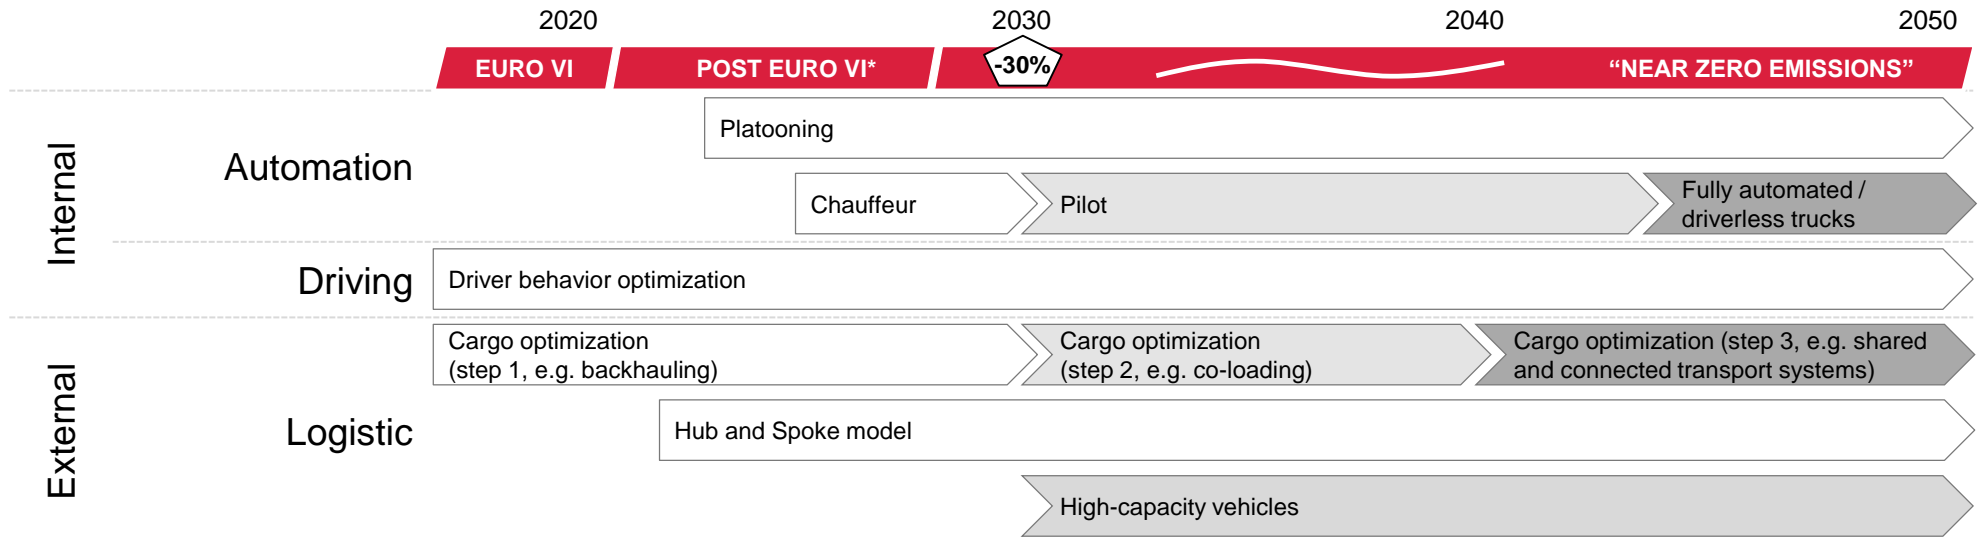 2020 2030 2040 2050
EURO VI POST EURO VI* -30% “NEAR ZERO EMISSIONS”
Internal
Automation
Platooning
Chauffeur
Pilot
Fully automated /
driverless trucks
Driving
Driver behavior optimization
External
Logistic
Cargo optimization
(step 1, e.g. backhauling)
Cargo optimization
(step 2, e.g. co-loading)
Cargo optimization (step 3, e.g. shared
and connected transport systems)
Hub and Spoke model
High-capacity vehicles